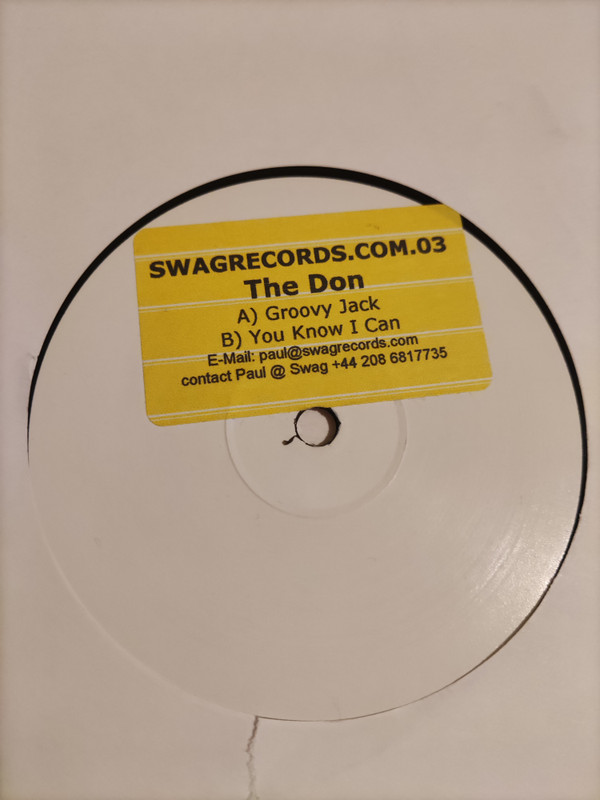 SWAGRECORDS.COM.03
The Don
A) Groovy Jack
B) You Know I Can
E-Mail: paul@swagrecords.com
contact Paul @ Swag +44 208 6817735